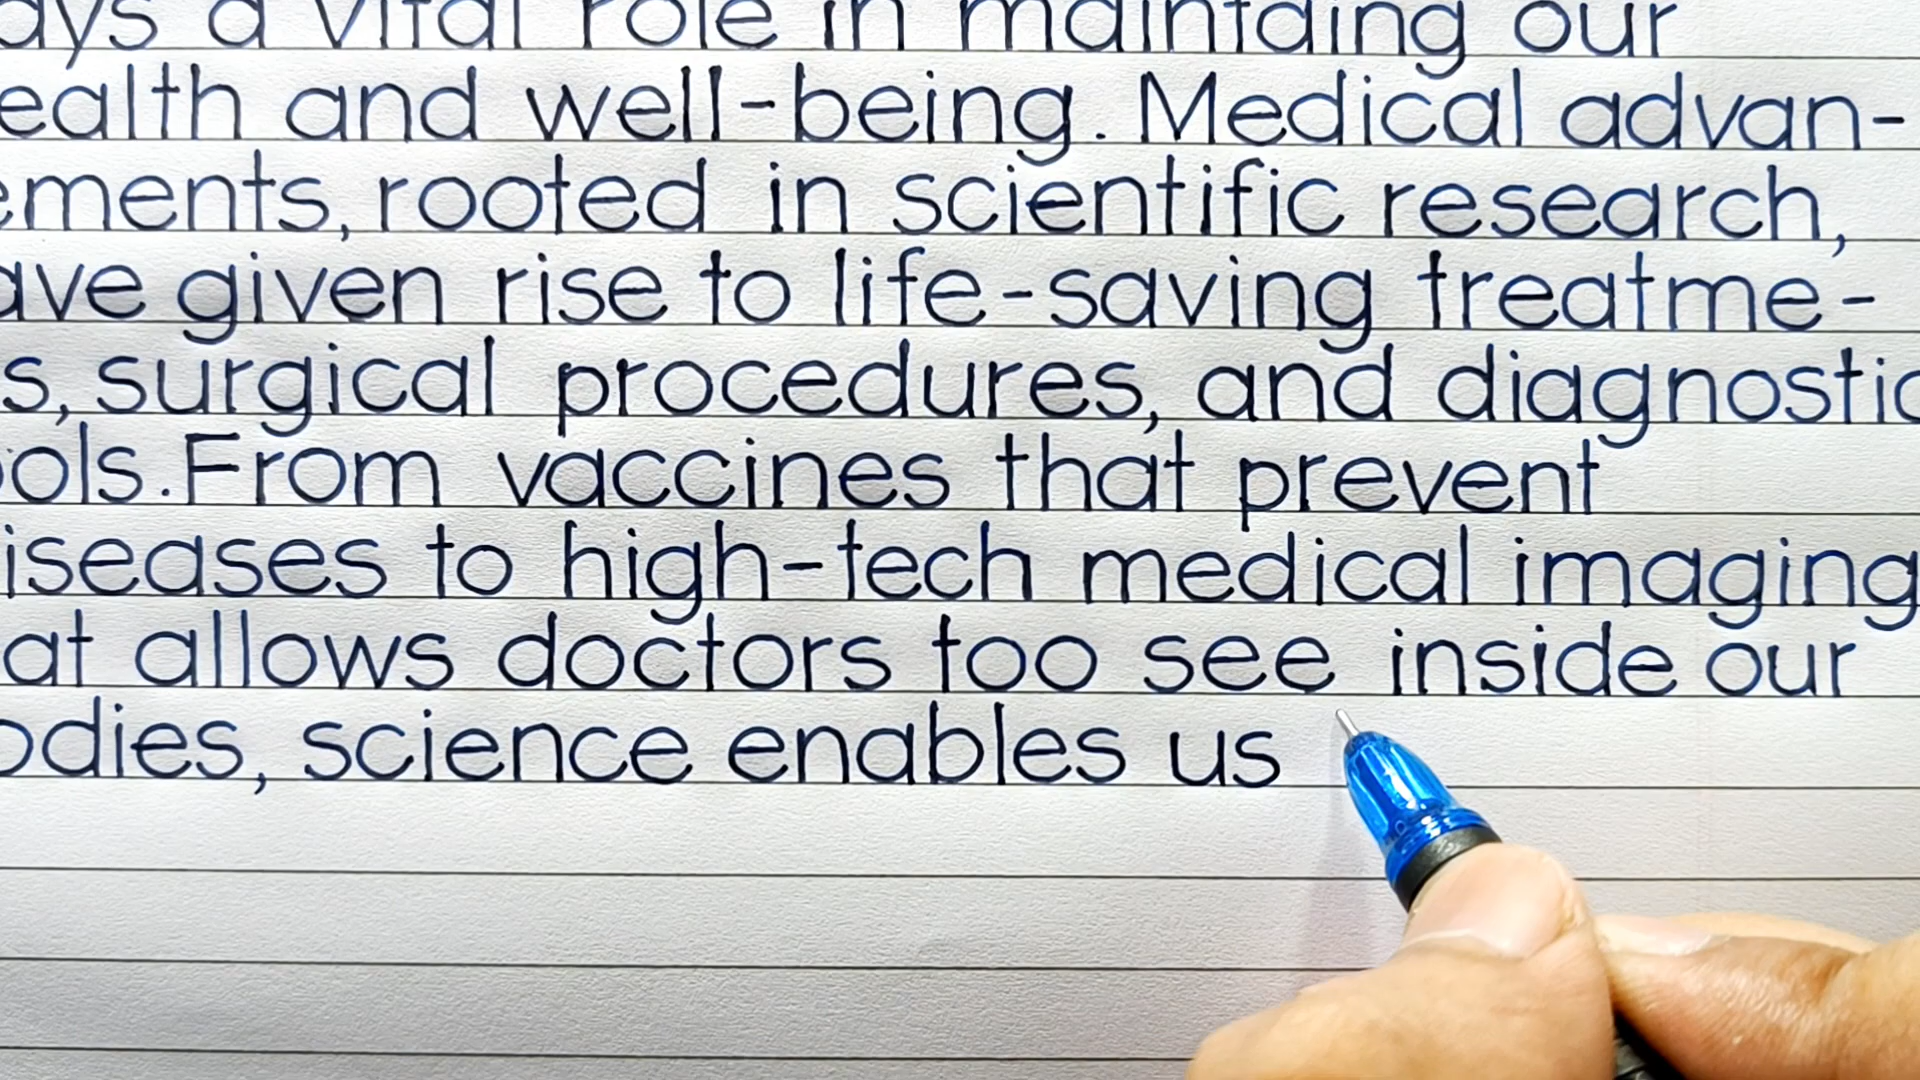 ays a vital role in maintaing our
ealth and well-being. Medical advan-
ements, rooted in scientific research,
ave given rise to life-saving treatme-
s, surgical procedures, and diagnostic
ols. From vaccines that prevent
iseases to high-tech medical imaging
at allows doctors too see inside our
odies, science enables us